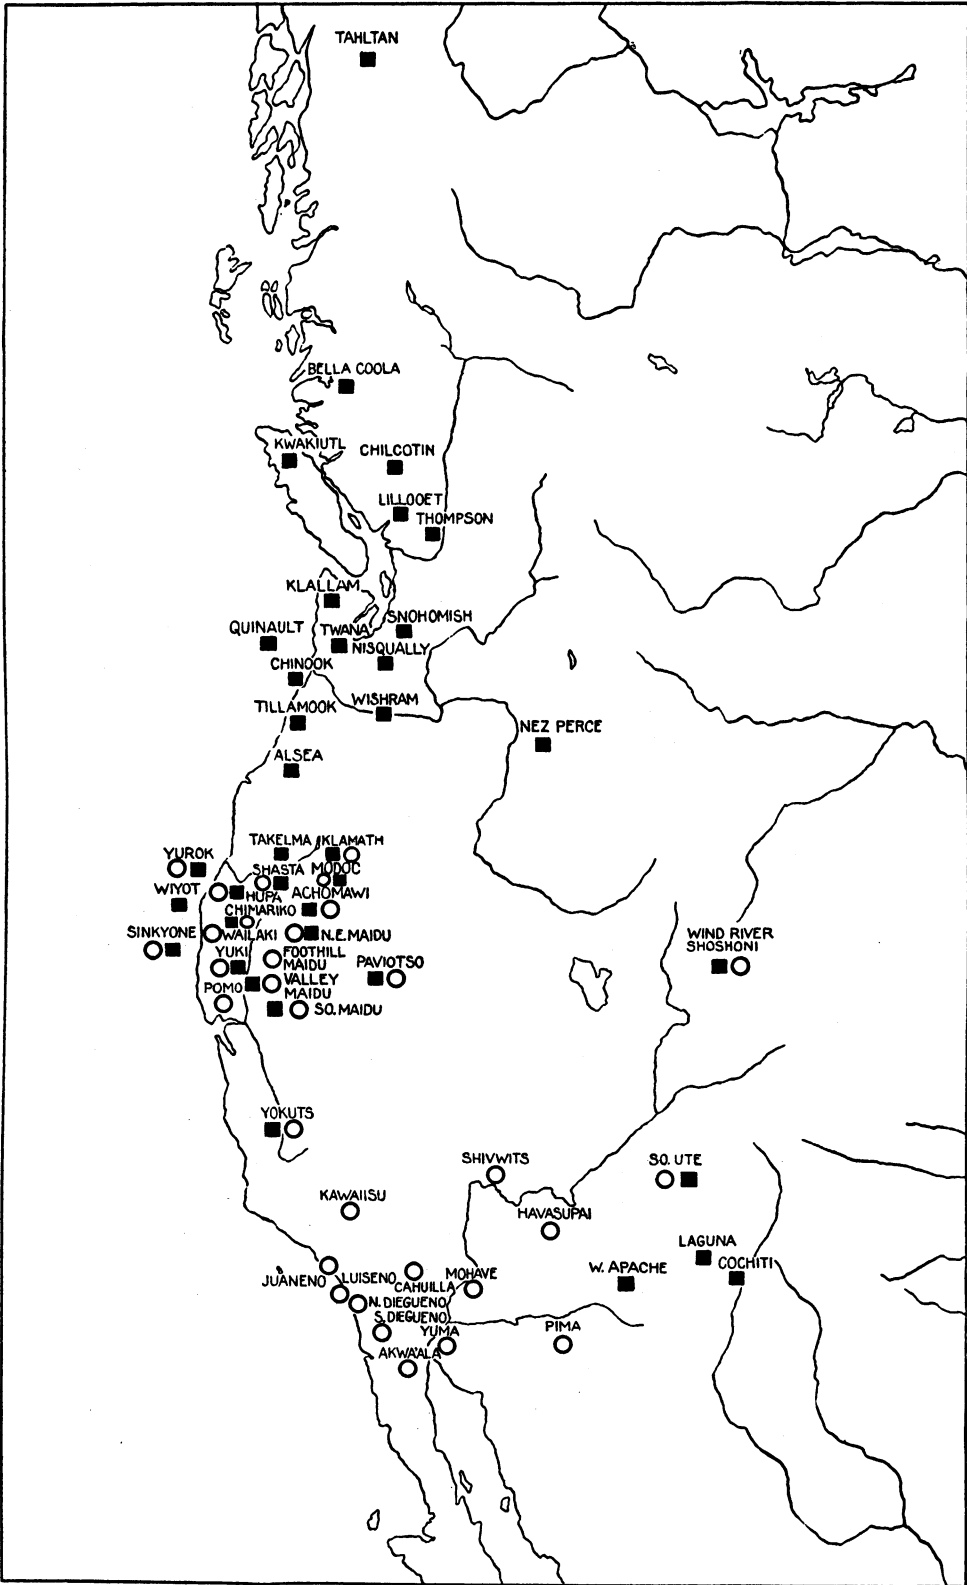 TAHLTAN
BELLA COOLA
KWAKIUTL
CHILCOTIN
LILLOOET
THOMPSON
KLALLAM
SNOHOMISH
QUINAULT
TWANA
NISQUALLY
CHINOOK
WISHRAM
TILLAMOOK
NEZ PERCE
ALSEA
TAKELMA
KLAMATH
YUROK
SHASTA
MODOC
WIYOT
HUPA
ACHOMAWI
CHIMARIKO
SINKYONE
WAILAKI
N.E. MAIDU
WIND RIVER
SHOSHONI
YUKI
FOOTHILL
MAIDU
PAVIOTSO
POMO
VALLEY
MAIDU
SO. MAIDU
YOKUTS
SHIVWITS
SO. UTE
KAWAIISU
HAVASUPAI
LAGUNA
COCHITI
W. APACHE
JUANENO
LUISENO
CAHUILLA
MOHAVE
N. DIEGUENO
S. DIEGUENO
YUMA
PIMA
AKWA'ALA